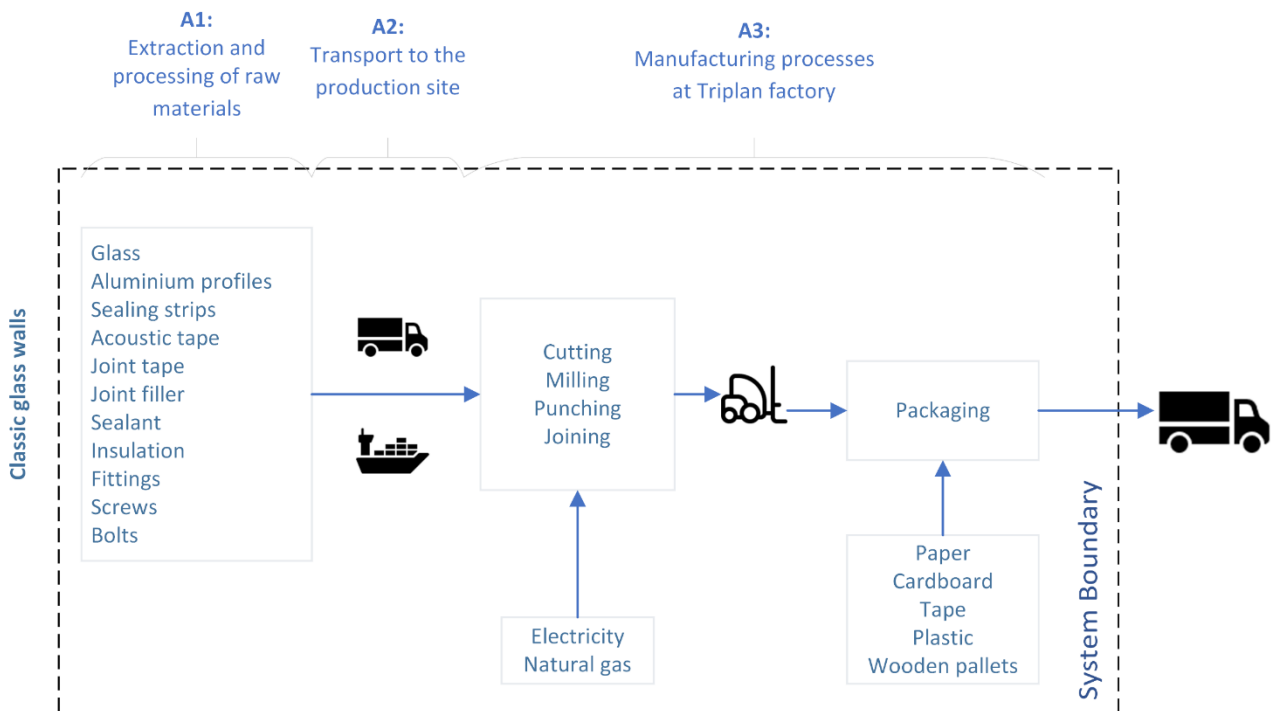 A1:
Extraction and
processing of raw
materials
A2:
Transport to the
production site
A3:
Manufacturing processes
at Triplan factory
Classic glass walls
Glass
Aluminium profiles
Sealing strips
Acoustic tape
Joint tape
Joint filler
Sealant
Insulation
Fittings
Screws
Bolts
Cutting
Milling
Punching
Joining
Electricity
Natural gas
Packaging
Paper
Cardboard
Tape
Plastic
Wooden pallets
System Boundary